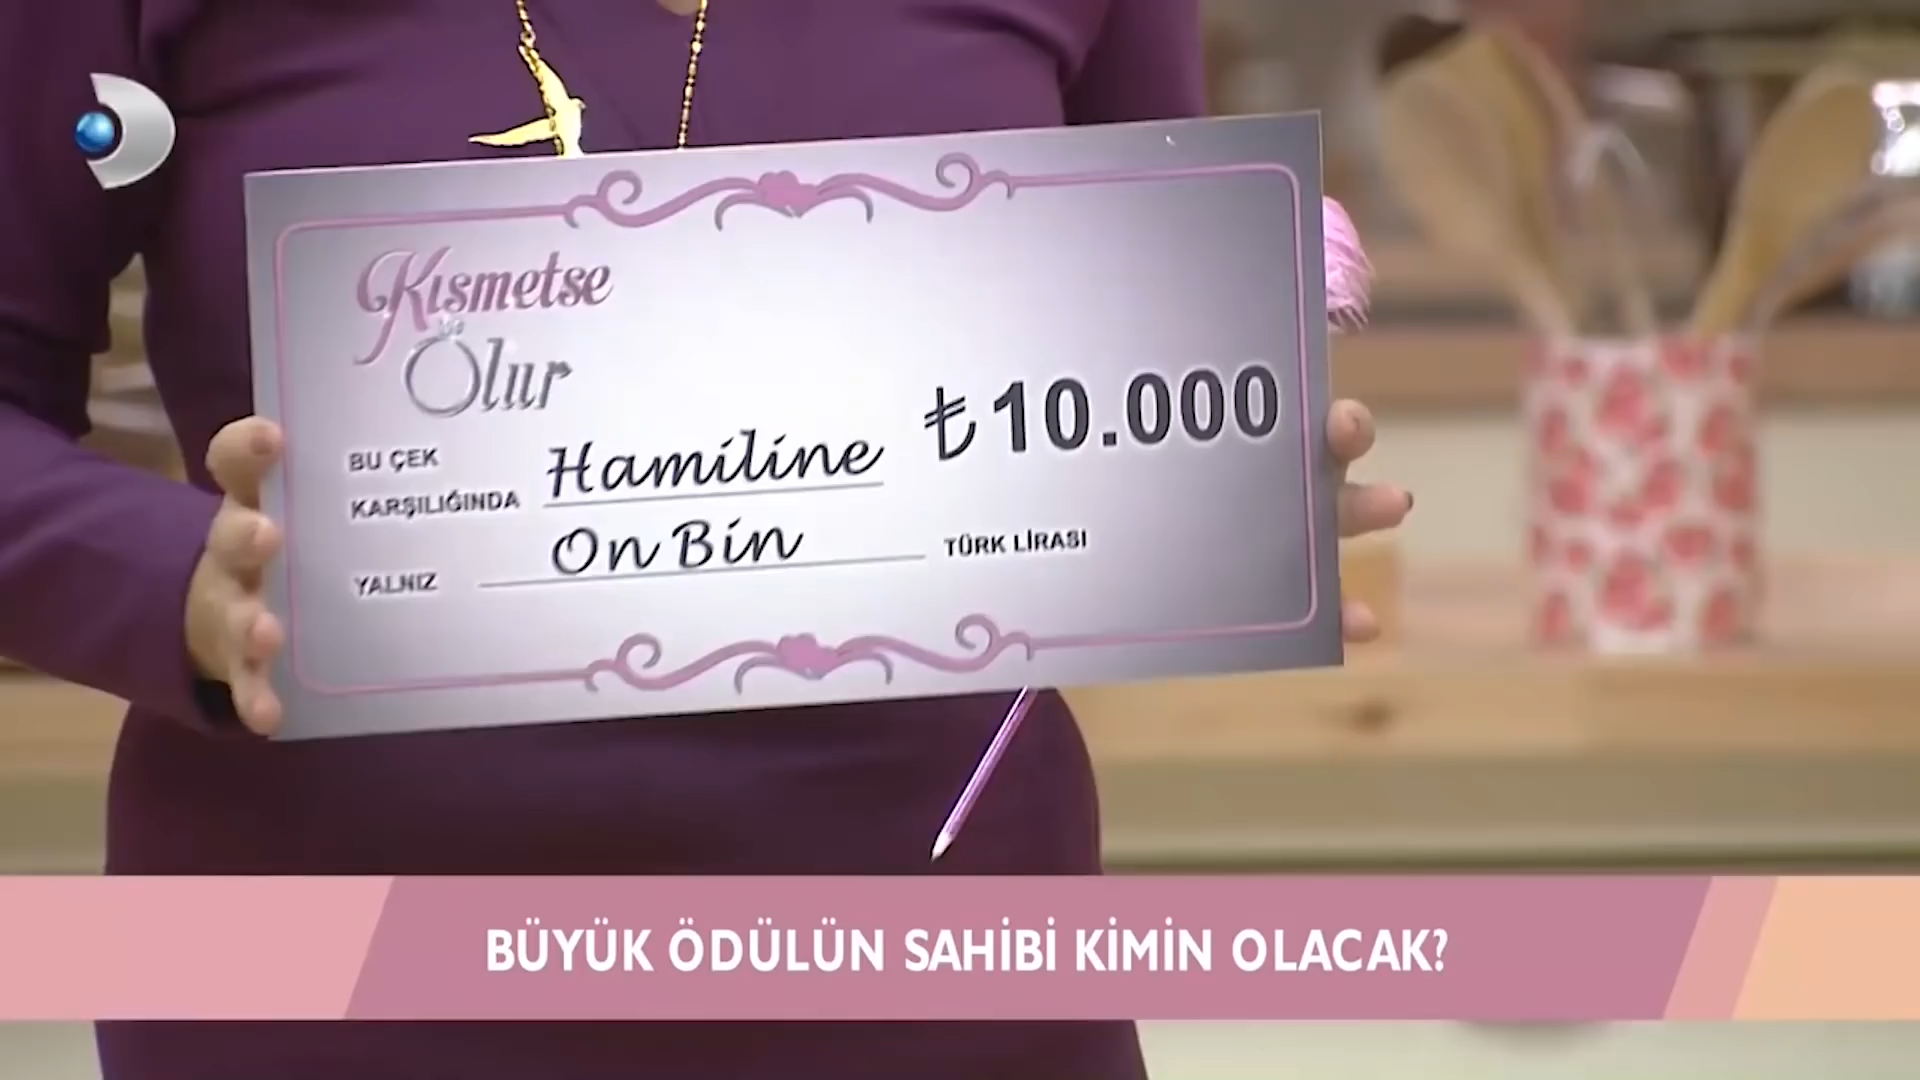 Kısmetse
Olur
₺10.000
BU ÇEK
KARŞILIĞINDA Hamiline
YALNIZ On Bin TÜRK LİRASI
BÜYÜK ÖDÜLÜN SAHİBİ KİMİN OLACAK?